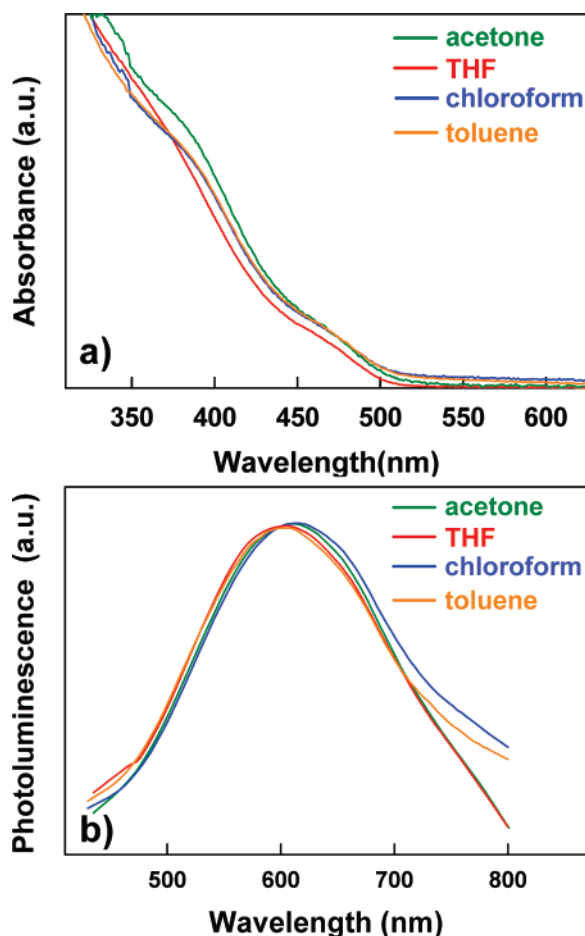 Absorbance (a.u.)
acetone
THF
chloroform
toluene
a)
350 400 450 500 550 600
Wavelength(nm)
Photoluminescence (a.u.)
acetone
THF
chloroform
toluene
b)
500 600 700 800
Wavelength (nm)